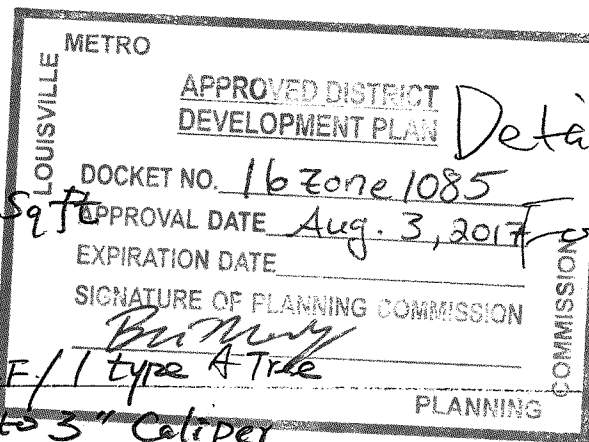 LOUISVILLE
METRO
APPROVED DISTRICT
DEVELOPMENT PLAN
DOCKET NO. 16 Zone 1085
Sq Ft
APPROVAL DATE Aug. 3, 2017
EXPIRATION DATE
SIGNATURE OF PLANNING COMMISSION
1 type A Tree
PLANNING
COMMISSION
to 3" Caliper